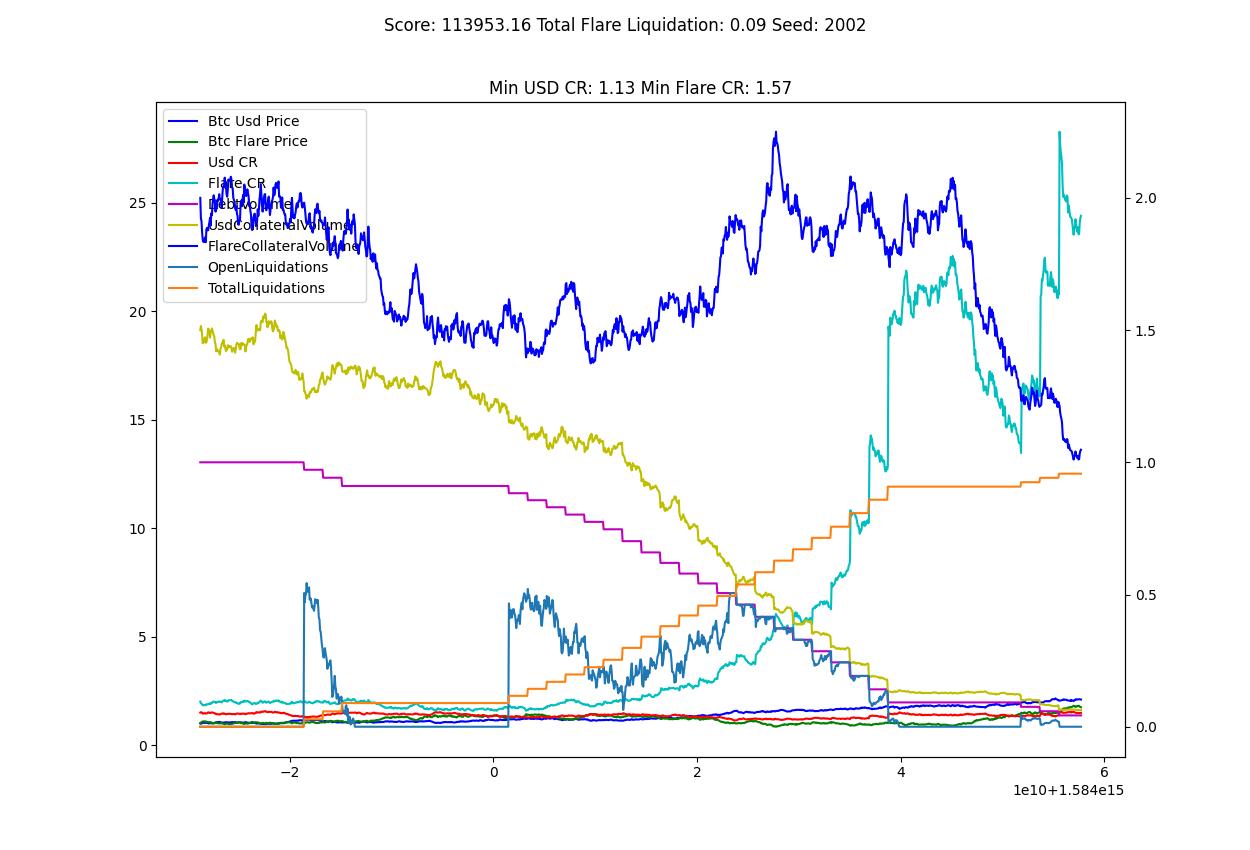 Score: 113953.16 Total Flare Liquidation: 0.09 Seed: 2002
Min USD CR: 1.13 Min Flare CR: 1.57
Btc Usd Price
Btc Flare Price
Usd CR
Flare CR
DebtVolume
UsdCollateralVolume
FlareCollateralVolume
OpenLiquidations
TotalLiquidations
25
20
15
10
5
0
2.0
1.5
1.0
0.5
0.0
−2
0
2
4
6
1e10+1.584e15